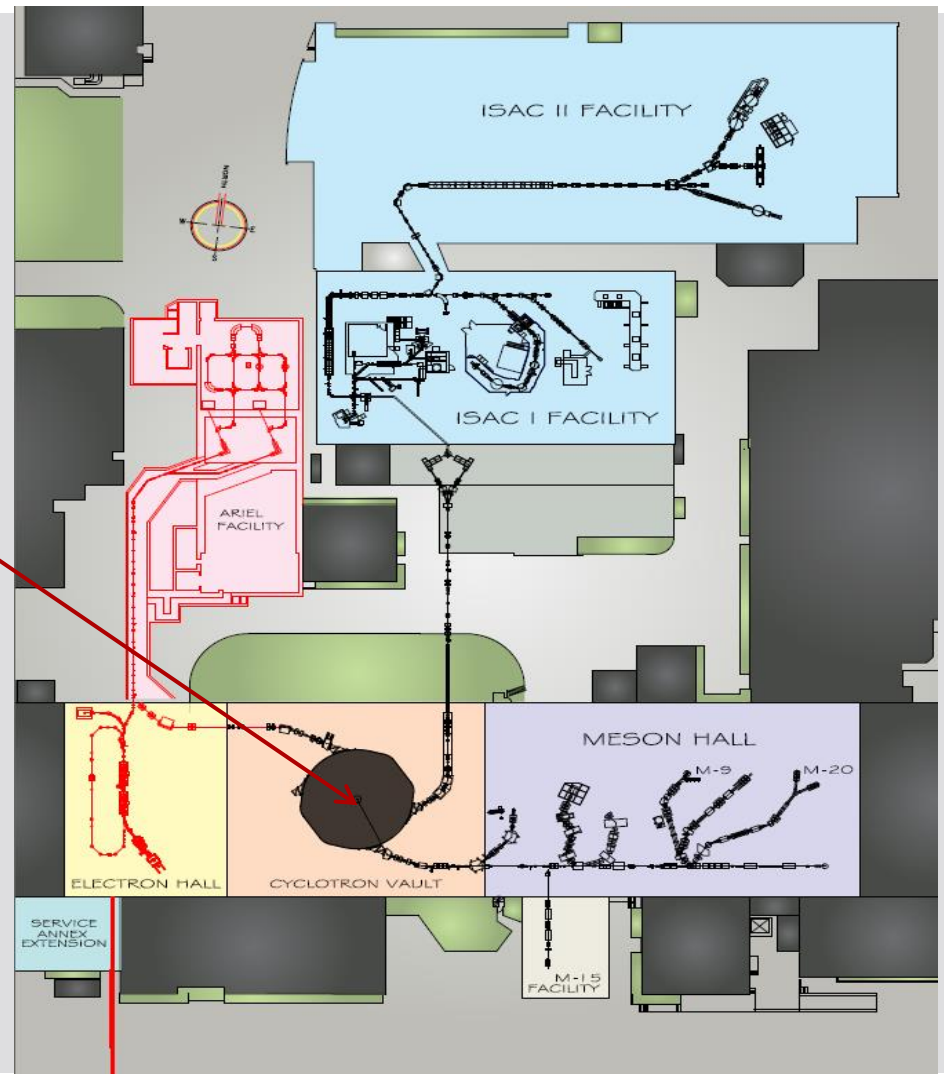 ISAC II FACILITY
NORTH
W
E
ISAC I FACILITY
ARIEL
FACILITY
MESON HALL
M-9
M-20
ELECTRON HALL
CYCLOTRON VAULT
SERVICE
ANNEX
EXTENSION
M-15
FACILITY